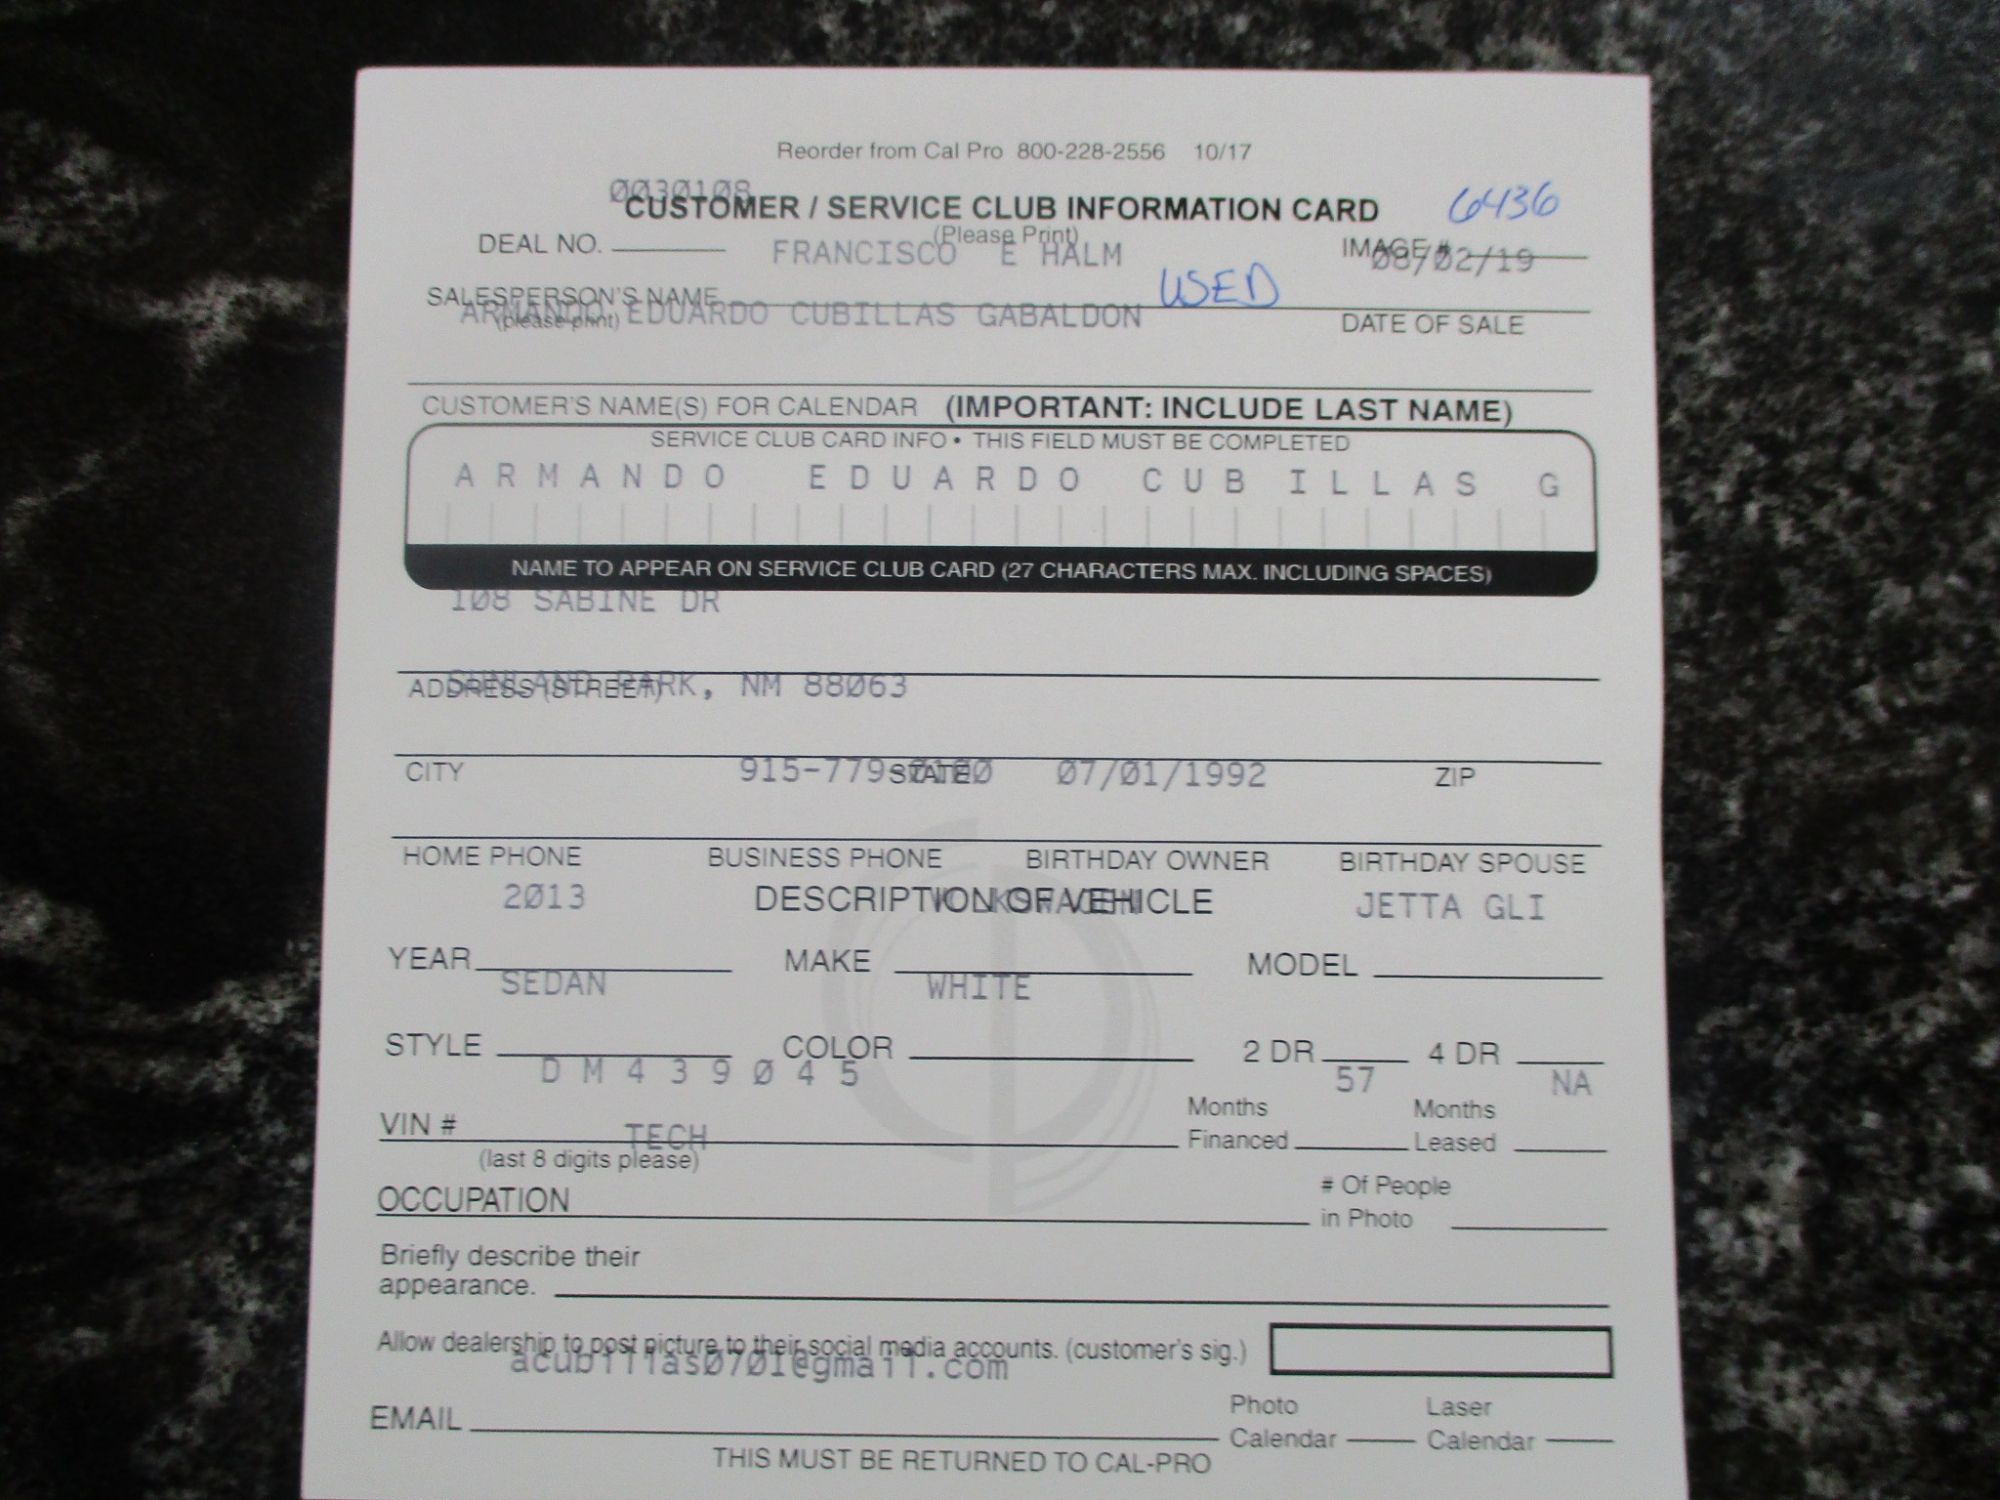 Reorder from Cal Pro 800-228-2556 10/17
0030108
CUSTOMER / SERVICE CLUB INFORMATION CARD 6436
(Please Print)
DEAL NO. FRANCISCO E HALM IMAGE # 08/02/19
SALESPERSON'S NAME USED
(please print) ARMANDO EDUARDO CUBILLAS GABALDON DATE OF SALE
CUSTOMER'S NAME(S) FOR CALENDAR (IMPORTANT: INCLUDE LAST NAME)
SERVICE CLUB CARD INFO • THIS FIELD MUST BE COMPLETED
ARMANDO EDUARDO CUBILLAS G
NAME TO APPEAR ON SERVICE CLUB CARD (27 CHARACTERS MAX. INCLUDING SPACES)
108 SABINE DR
ADDRESS (STREET) SUNLAND PARK, NM 88063
CITY 915-779- STATE 07/01/1992 ZIP
HOME PHONE BUSINESS PHONE BIRTHDAY OWNER BIRTHDAY SPOUSE
2013 DESCRIPTION OF VEHICLE JETTA GLI
YEAR MAKE MODEL
SEDAN WHITE
STYLE COLOR 2 DR 4 DR
DM439045 57 NA
VIN # Months Financed Months Leased
TECH
(last 8 digits please)
OCCUPATION # Of People in Photo
Briefly describe their
appearance.
Allow dealership to post picture to their social media accounts. (customer's sig.)
acubillas0701@gmail.com
EMAIL Photo Calendar Laser Calendar
THIS MUST BE RETURNED TO CAL-PRO